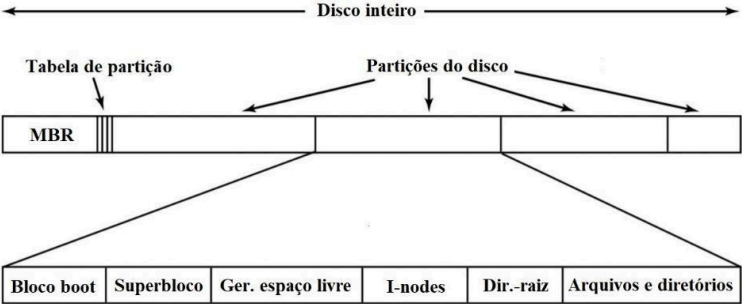 Disco inteiro
Tabela de partição
Partições do disco
MBR
Bloco boot
Superbloco
Ger. espaço livre
I-nodes
Dir.-raiz
Arquivos e diretórios